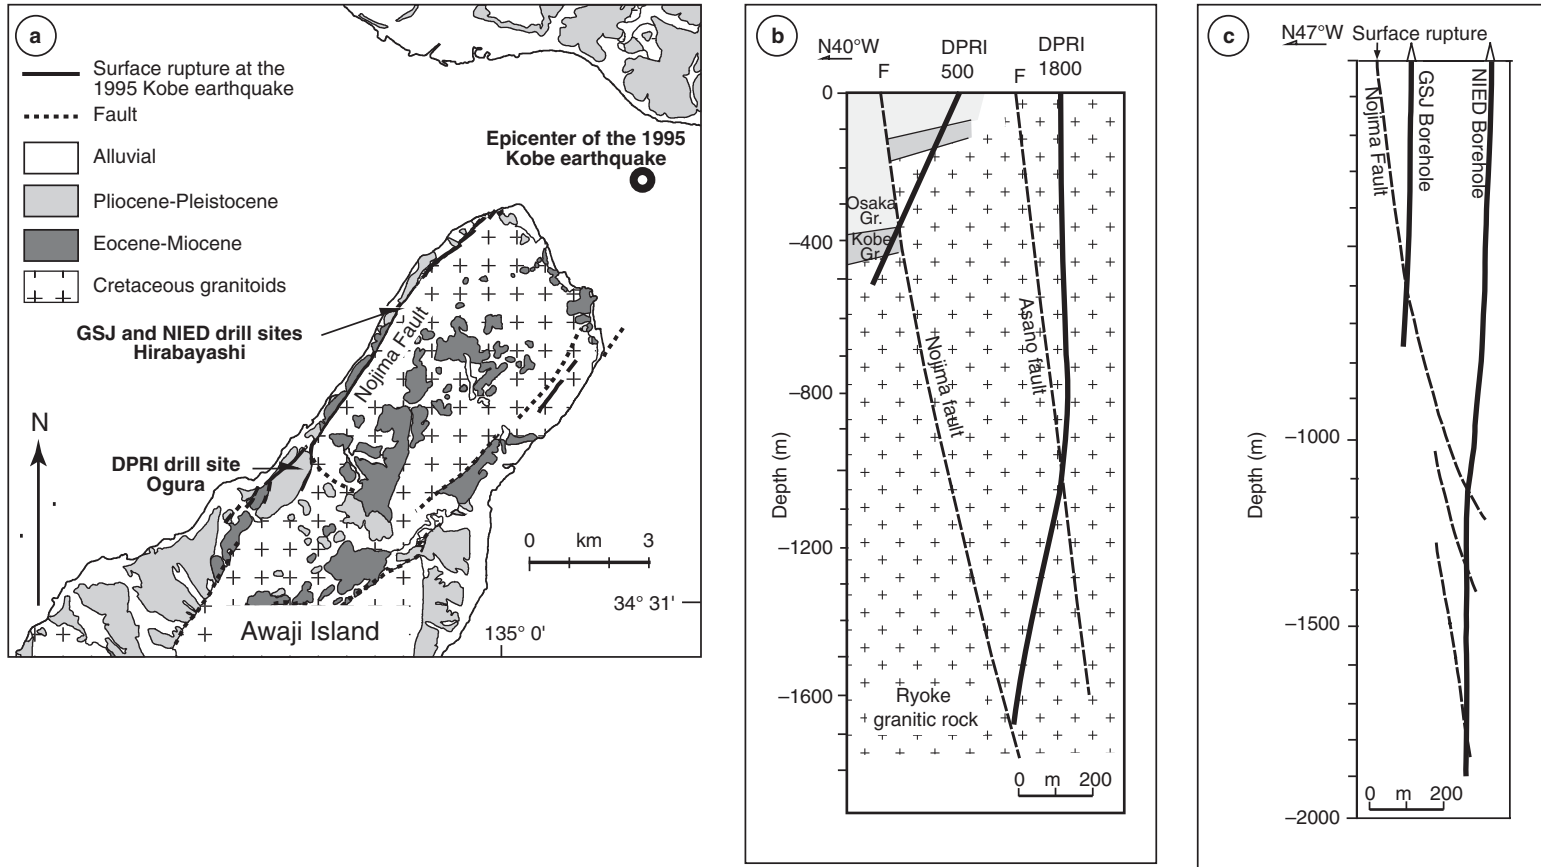 a
Surface rupture at the
1995 Kobe earthquake
Fault
Alluvial
Pliocene-Pleistocene
Eocene-Miocene
Cretaceous granitoids
Epicenter of the 1995
Kobe earthquake
GSJ and NIED drill sites
Hirabayashi
Nojima Fault
N
DPRI drill site
Ogura
0 km 3
34° 31'
135° 0'
Awaji Island
b
N40°W
DPRI
500
DPRI
1800
F
F
0
–400
–800
–1200
–1600
Depth (m)
Osaka
Gr.
Kobe
Gr.
Nojima fault
Asano fault
Ryoke
granitic rock
0 m 200
c
N47°W
Surface rupture
Nojima Fault
GSJ Borehole
NIED Borehole
–1000
–1500
–2000
Depth (m)
0 m 200